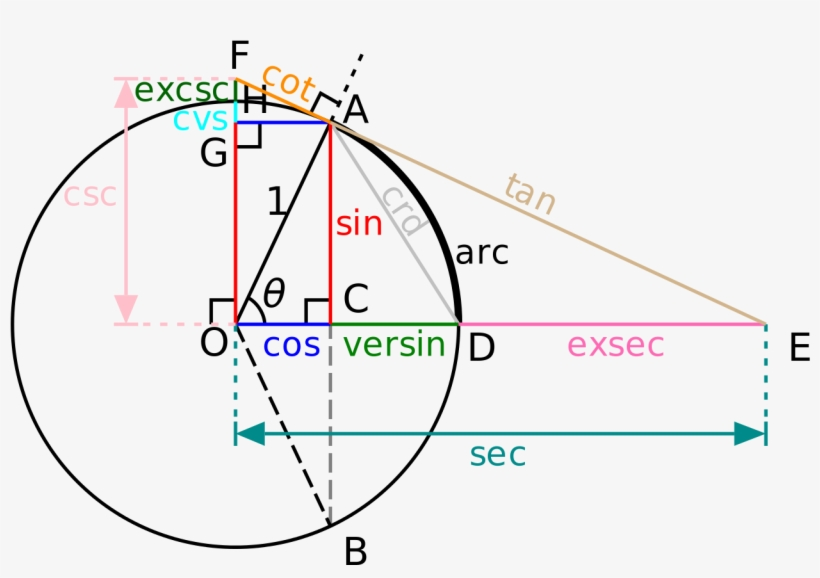 F
cot
excsc
H
A
cvs
G
csc
1
crd
tan
sin
arc
θ
C
O
cos
versin
D
exsec
E
sec
B